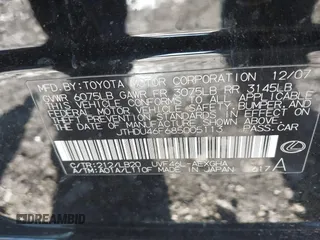 MFD.BY:TOYOTA MOTOR CORPORATION 12/07
GVWR 6075LB GAWR FR 3075LB RR 3145LB
THIS VEHICLE CONFORMS TO ALL APPLICABLE
FEDERAL MOTOR VEHICLE SAFETY, BUMPER, AND
THEFT PREVENTION STANDARDS IN EFFECT ON
THE DATE OF MANUFACTURE SHOWN ABOVE.
JTHDU46F685005113 PASS.CAR
C/TR:212/LB20 UVF46L-AEXGHA
A/TM:A01A/L110F MADE IN JAPAN 617 A
DREAMBID